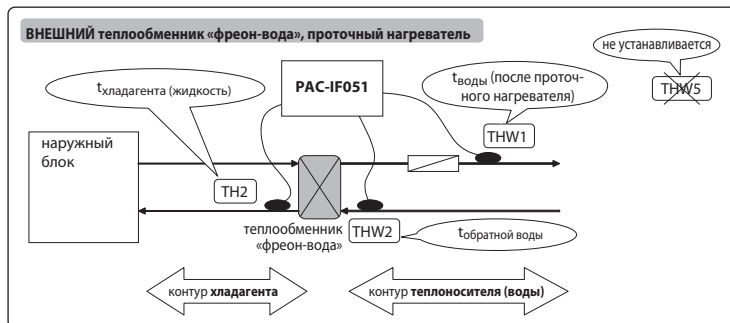 ВНЕШНИЙ теплообменник «фреон-вода», проточный нагреватель
не устанавливается
THW5
tхладагента (жидкость)
PAC-IF051
tводы (после проточ-
ного нагревателя)
THW1
наружный
блок
TH2
теплообменник
«фреон-вода»
THW2
tобратной воды
контур хладагента
контур теплоносителя (воды)